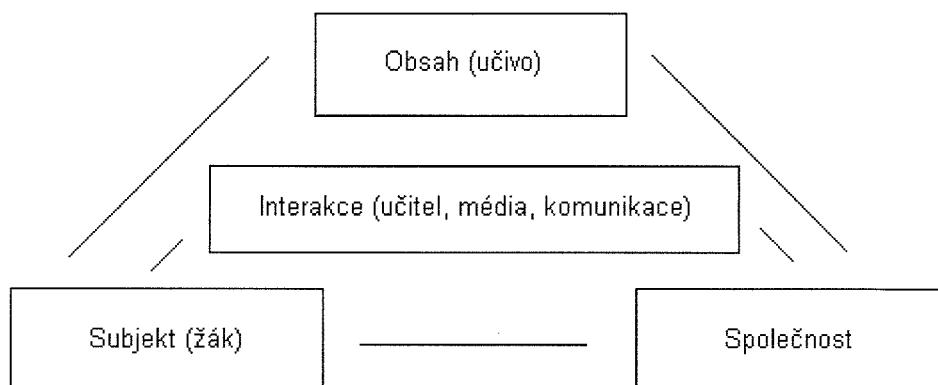 Obsah (učivo)
Interakce (učitel, média, komunikace)
Subjekt (žák)
Společnost